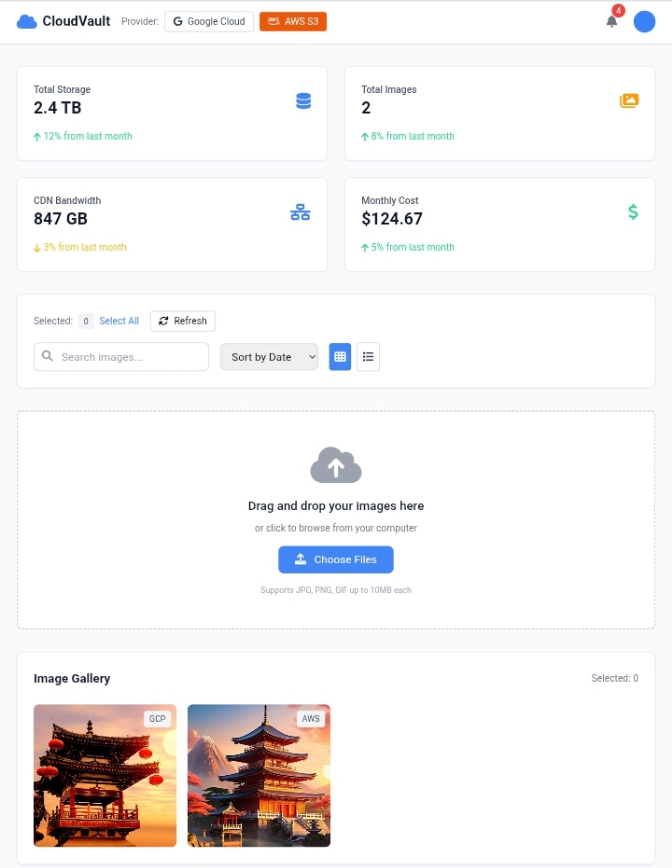 CloudVault Provider: Google Cloud AWS S3 4
Total Storage
2.4 TB
12% from last month
Total Images
2
8% from last month
CDN Bandwidth
847 GB
3% from last month
Monthly Cost
$124.67
5% from last month
Selected: 0 Select All Refresh
Search images... Sort by Date
Drag and drop your images here
or click to browse from your computer
Choose Files
Supports JPG, PNG, GIF up to 10MB each
Image Gallery Selected: 0
GCP AWS